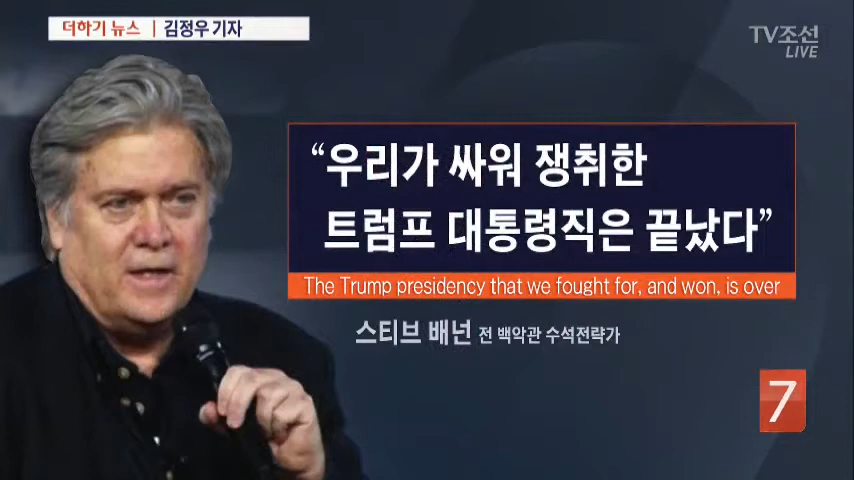 더하기 뉴스 | 김정우 기자
TV조선
LIVE
“우리가 싸워 쟁취한
트럼프 대통령직은 끝났다”
The Trump presidency that we fought for, and won, is over
스티브 배넌 전 백악관 수석전략가
7